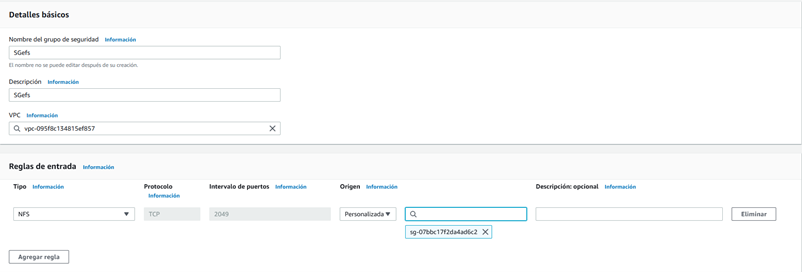 Detalles básicos
Nombre del grupo de seguridad Información
SGefs
El nombre no se puede editar después de su creación.
Descripción Información
SGefs
VPC Información
vpc-095f8c134815ef857
Reglas de entrada Información
Tipo Información Protocolo Información Intervalo de puertos Información Origen Información Descripción: opcional Información
NFS TCP 2049 Personalizada Eliminar
sg-07bbc17f2da4ad6c2
Agregar regla